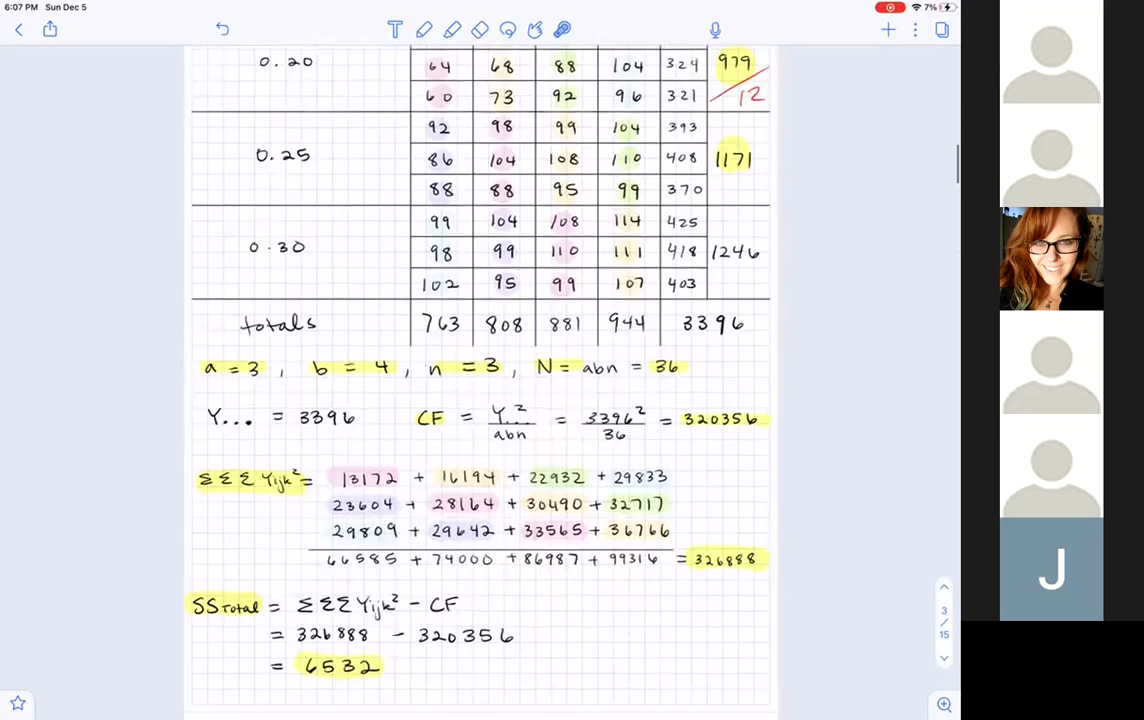 6:07 PM Sun Dec 5
7%
0.20 64 68 88 104 324 979
60 73 92 96 321 12
92 98 99 104 393
0.25 86 104 108 110 408 1171
88 88 95 99 370
99 104 108 114 425
0.30 98 99 110 111 418 1246
102 95 99 107 403
totals 763 808 881 944 3396
a = 3 , b = 4 , n = 3 , N = abn = 36
Y... = 3396 CF = Y..² / abn = 3396² / 36 = 320356
ΣΣΣ Yijk² = 13172 + 16194 + 22932 + 29833
23604 + 28164 + 30490 + 32717
29809 + 29642 + 33565 + 36766
66585 + 74000 + 86987 + 99316 = 326888
SS Total = ΣΣΣ Yijk² - CF
= 326888 - 320356
= 6532
3
/
15
J